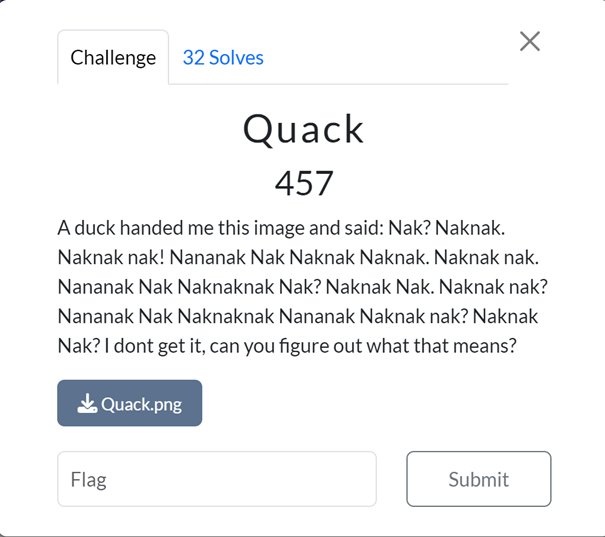 Challenge
32 Solves
Quack
457
A duck handed me this image and said: Nak? Naknak.
Naknak nak! Nananak Nak Naknak Naknak. Naknak nak.
Nananak Nak Naknaknak Nak? Naknak Nak. Naknak nak?
Nananak Nak Naknaknak Nananak Naknak nak? Naknak
Nak? I dont get it, can you figure out what that means?
Quack.png
Flag
Submit